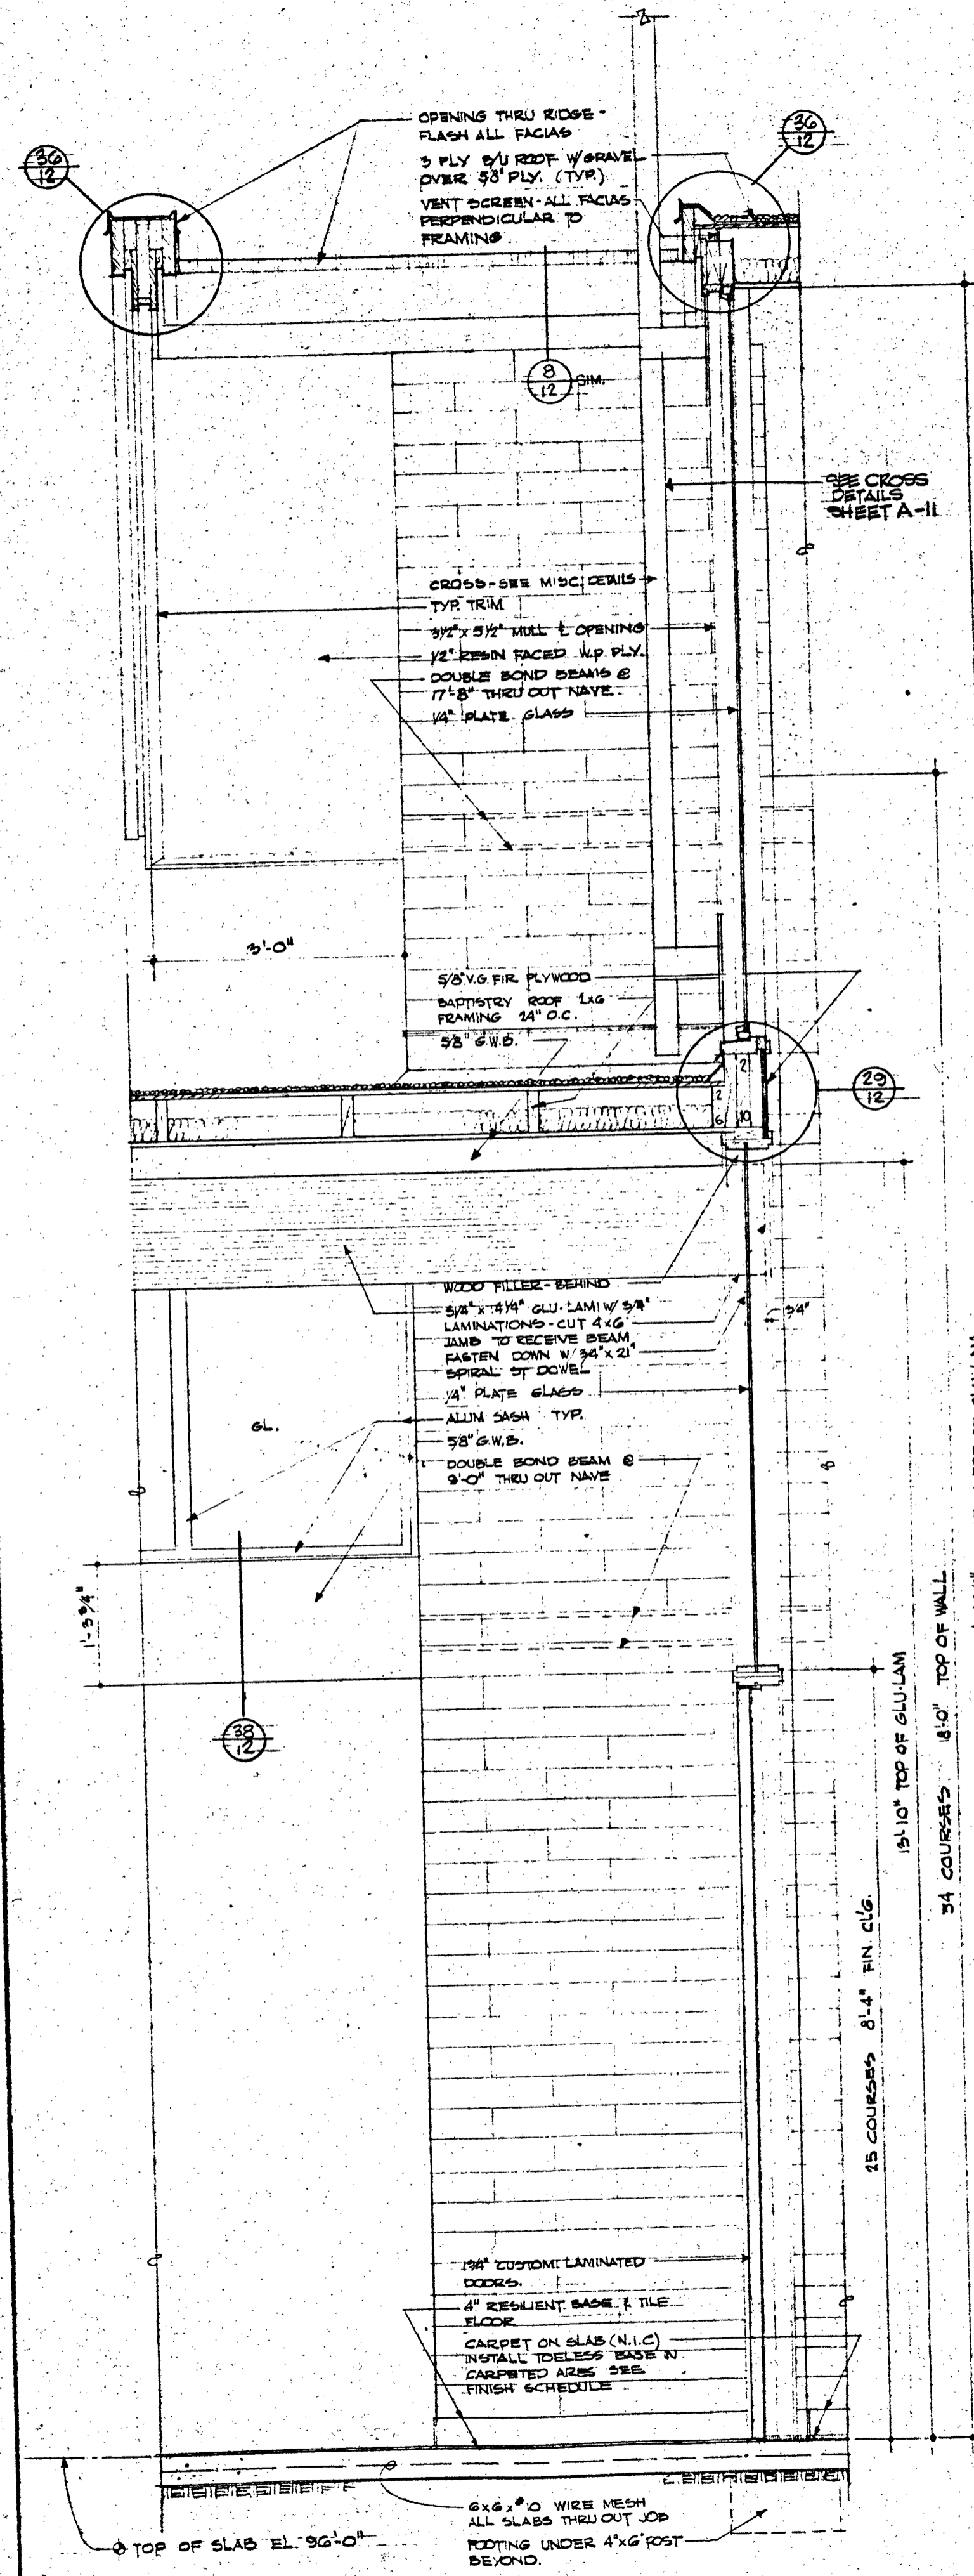 OPENING THRU RIDGE -
FLASH ALL FACIAS
3 PLY B/U ROOF W/GRAVEL
OVER 5/8" PLY. (TYP.)
VENT SCREEN - ALL FACIAS
PERPENDICULAR TO
FRAMING
36
12
36
12
8
12
SIM.
SEE CROSS
DETAILS
SHEET A-11
CROSS - SEE MISC. DETAILS
TYP. TRIM
3 1/2" x 5 1/2" MULL ℄ OPENING
1/2" RESIN FACED W.P. PLY.
DOUBLE BOND BEAMS @
17'-8" THRU OUT NAVE.
1/4" PLATE GLASS
3'-0"
5/8" V.G. FIR PLYWOOD
BAPTISTRY ROOF 2x6
FRAMING 24" O.C.
5/8" G.W.B.
2
10
2
6
29
12
WOOD FILLER - BEHIND
GLU-LAM W/ 3/4"
LAMINATIONS - CUT 4x6
JAMB TO RECEIVE BEAM
FASTEN DOWN W/ 3/4" x 21"
SPIRAL ST DOWEL
1/4" PLATE GLASS
ALUM SASH TYP.
5/8" G.W.B.
DOUBLE BOND BEAM @
9'-0" THRU OUT NAVE
3/4"
GL.
1'-3 3/4"
38
12
25 COURSES 8'-4" FIN. CL'G.
13'-10" TOP OF GLU-LAM
34 COURSES 18'-0" TOP OF WALL
1 3/4" CUSTOM LAMINATED
DOORS.
4" RESILIENT BASE & TILE
FLOOR
CARPET ON SLAB (N.I.C)
INSTALL TOELESS BASE IN
CARPETED ARES SEE
FINISH SCHEDULE
6x6x#10 WIRE MESH
ALL SLABS THRU OUT JOB
FOOTING UNDER 4"x6" POST
BEYOND.
TOP OF SLAB EL. 96'-0"